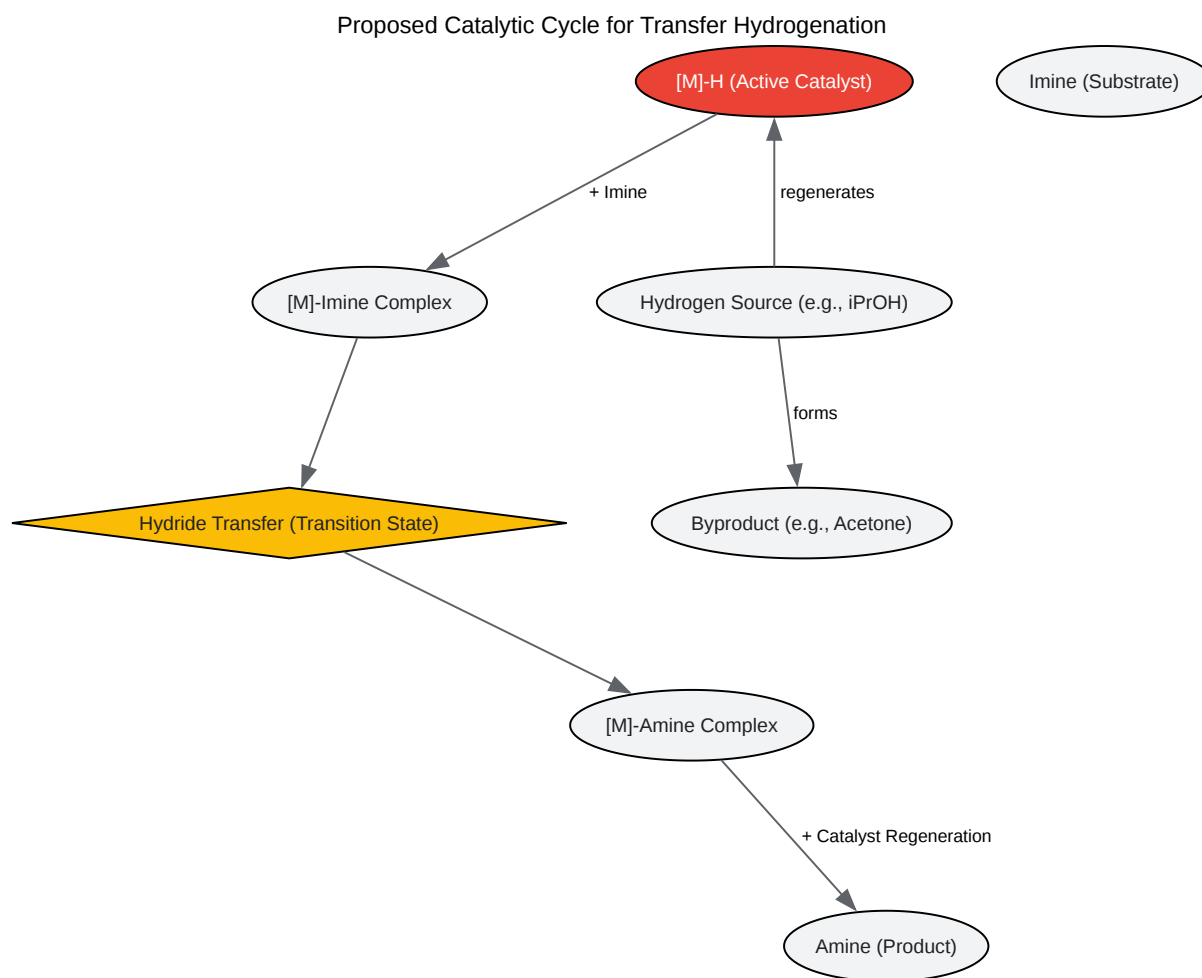 Proposed Catalytic Cycle for Transfer Hydrogenation
[M]-H (Active Catalyst)
Imine (Substrate)
+ Imine
regenerates
[M]-Imine Complex
Hydrogen Source (e.g., iPrOH)
forms
Hydride Transfer (Transition State)
Byproduct (e.g., Acetone)
[M]-Amine Complex
+ Catalyst Regeneration
Amine (Product)